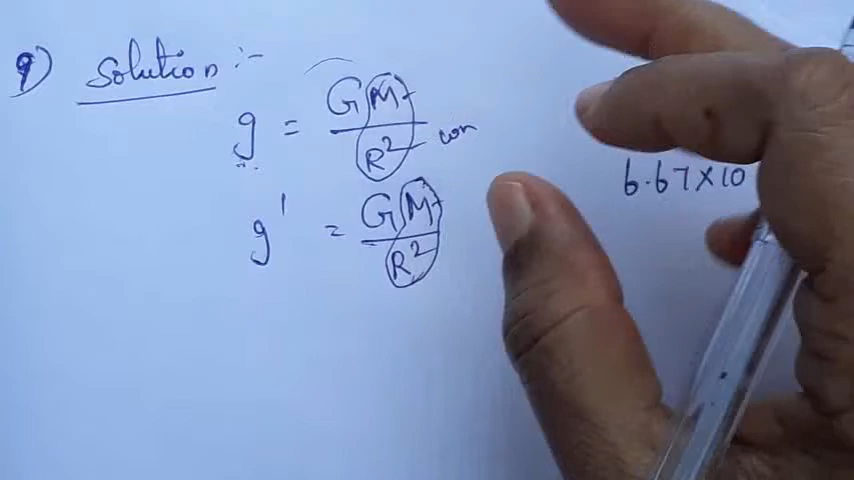 9) Solution :-
g = GM / R² con
g' = GM / R²
6.67×10